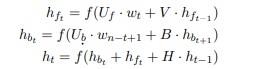 h_{f_t} = f(U_f · w_t + V · h_{f_{t−1}})
h_{b_t} = f(U_b · w_{n−t+1} + B · h_{b_{t+1}})
h_t = f(h_{b_t} + h_{f_t} + H · h_{t−1})